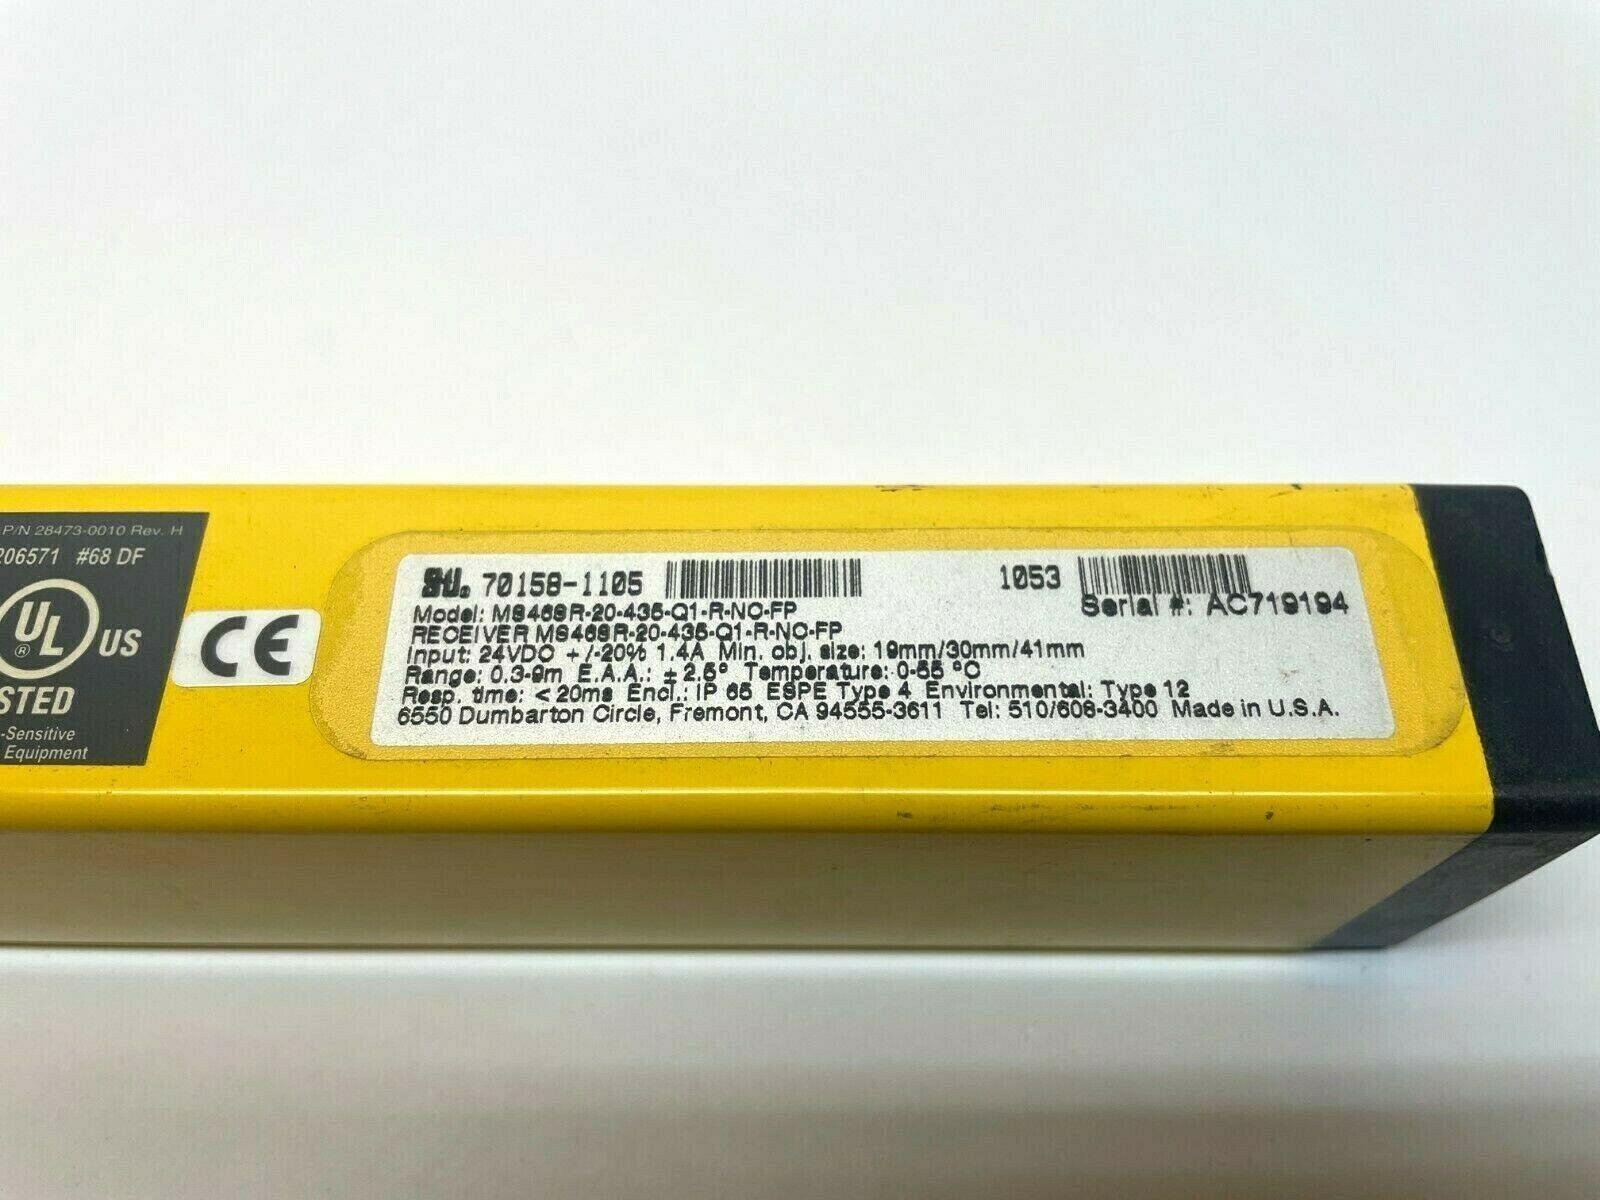 P/N 28473-0010 Rev. H
206571 #68 DF
UL
®
US
STED
-Sensitive
Equipment
CE
STI. 70158-1105
1053
Serial #: AC719194
Model: MS46SR-20-435-Q1-R-NC-FP
RECEIVER MS46SR-20-435-Q1-R-NC-FP
Input: 24VDC +/-20% 1.4A Min. obj. size: 19mm/30mm/41mm
Range: 0.3-9m E.A.A.: ± 2.5° Temperature: 0-55 °C
Resp. time: < 20ms Encl.: IP 65 ESPE Type 4 Environmental: Type 12
6550 Dumbarton Circle, Fremont, CA 94555-3611 Tel: 510/608-3400 Made in U.S.A.